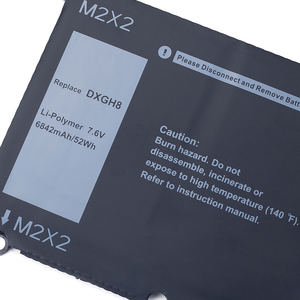 M2X2
! Please Disconnect and Remove
Replace DXGH8
Li-Polymer 7.6V
6842mAh/52Wh
Caution:
Burn hazard. Do not
disassemble, incinerate or
expose to high temperature (140 °F).
Refer to instruction manual.
M2X2